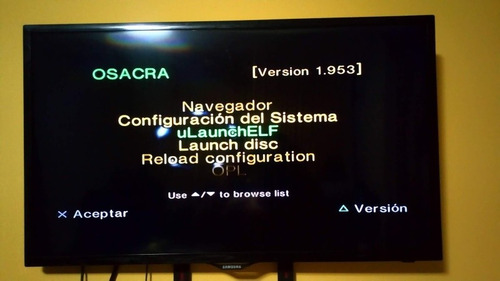 OSACRA [Version 1.953]
Navegador
Configuración del Sistema
uLaunchELF
Launch disc
Reload configuration
OPL
Use ▲/▼ to browse list
X Aceptar △ Versión
SAMSUNG